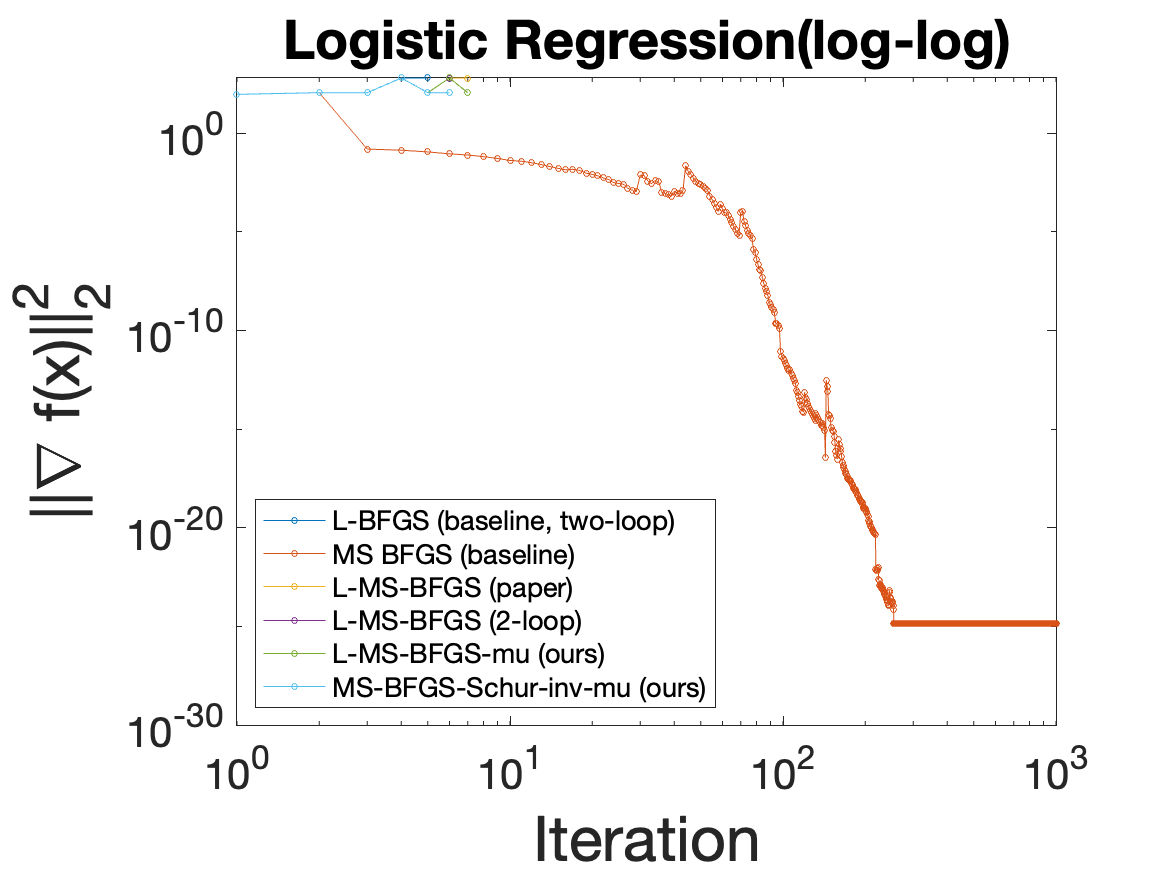 Logistic Regression(log-log)
10^0
10^-10
10^-20
10^-30
||∇ f(x)||_2^2
L-BFGS (baseline, two-loop)
MS BFGS (baseline)
L-MS-BFGS (paper)
L-MS-BFGS (2-loop)
L-MS-BFGS-mu (ours)
MS-BFGS-Schur-inv-mu (ours)
10^0 10^1 10^2 10^3
Iteration